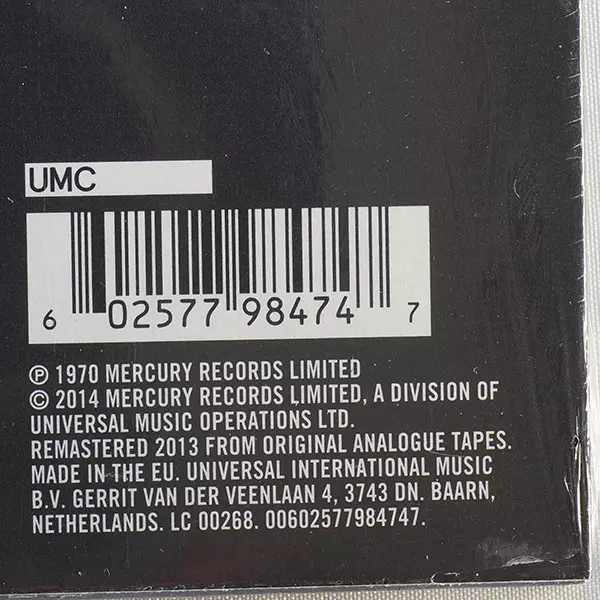 UMC
6 02577 98474 7
℗ 1970 MERCURY RECORDS LIMITED
© 2014 MERCURY RECORDS LIMITED, A DIVISION OF
UNIVERSAL MUSIC OPERATIONS LTD.
REMASTERED 2013 FROM ORIGINAL ANALOGUE TAPES.
MADE IN THE EU. UNIVERSAL INTERNATIONAL MUSIC
B.V. GERRIT VAN DER VEENLAAN 4, 3743 DN. BAARN,
NETHERLANDS. LC 00268. 00602577984747.